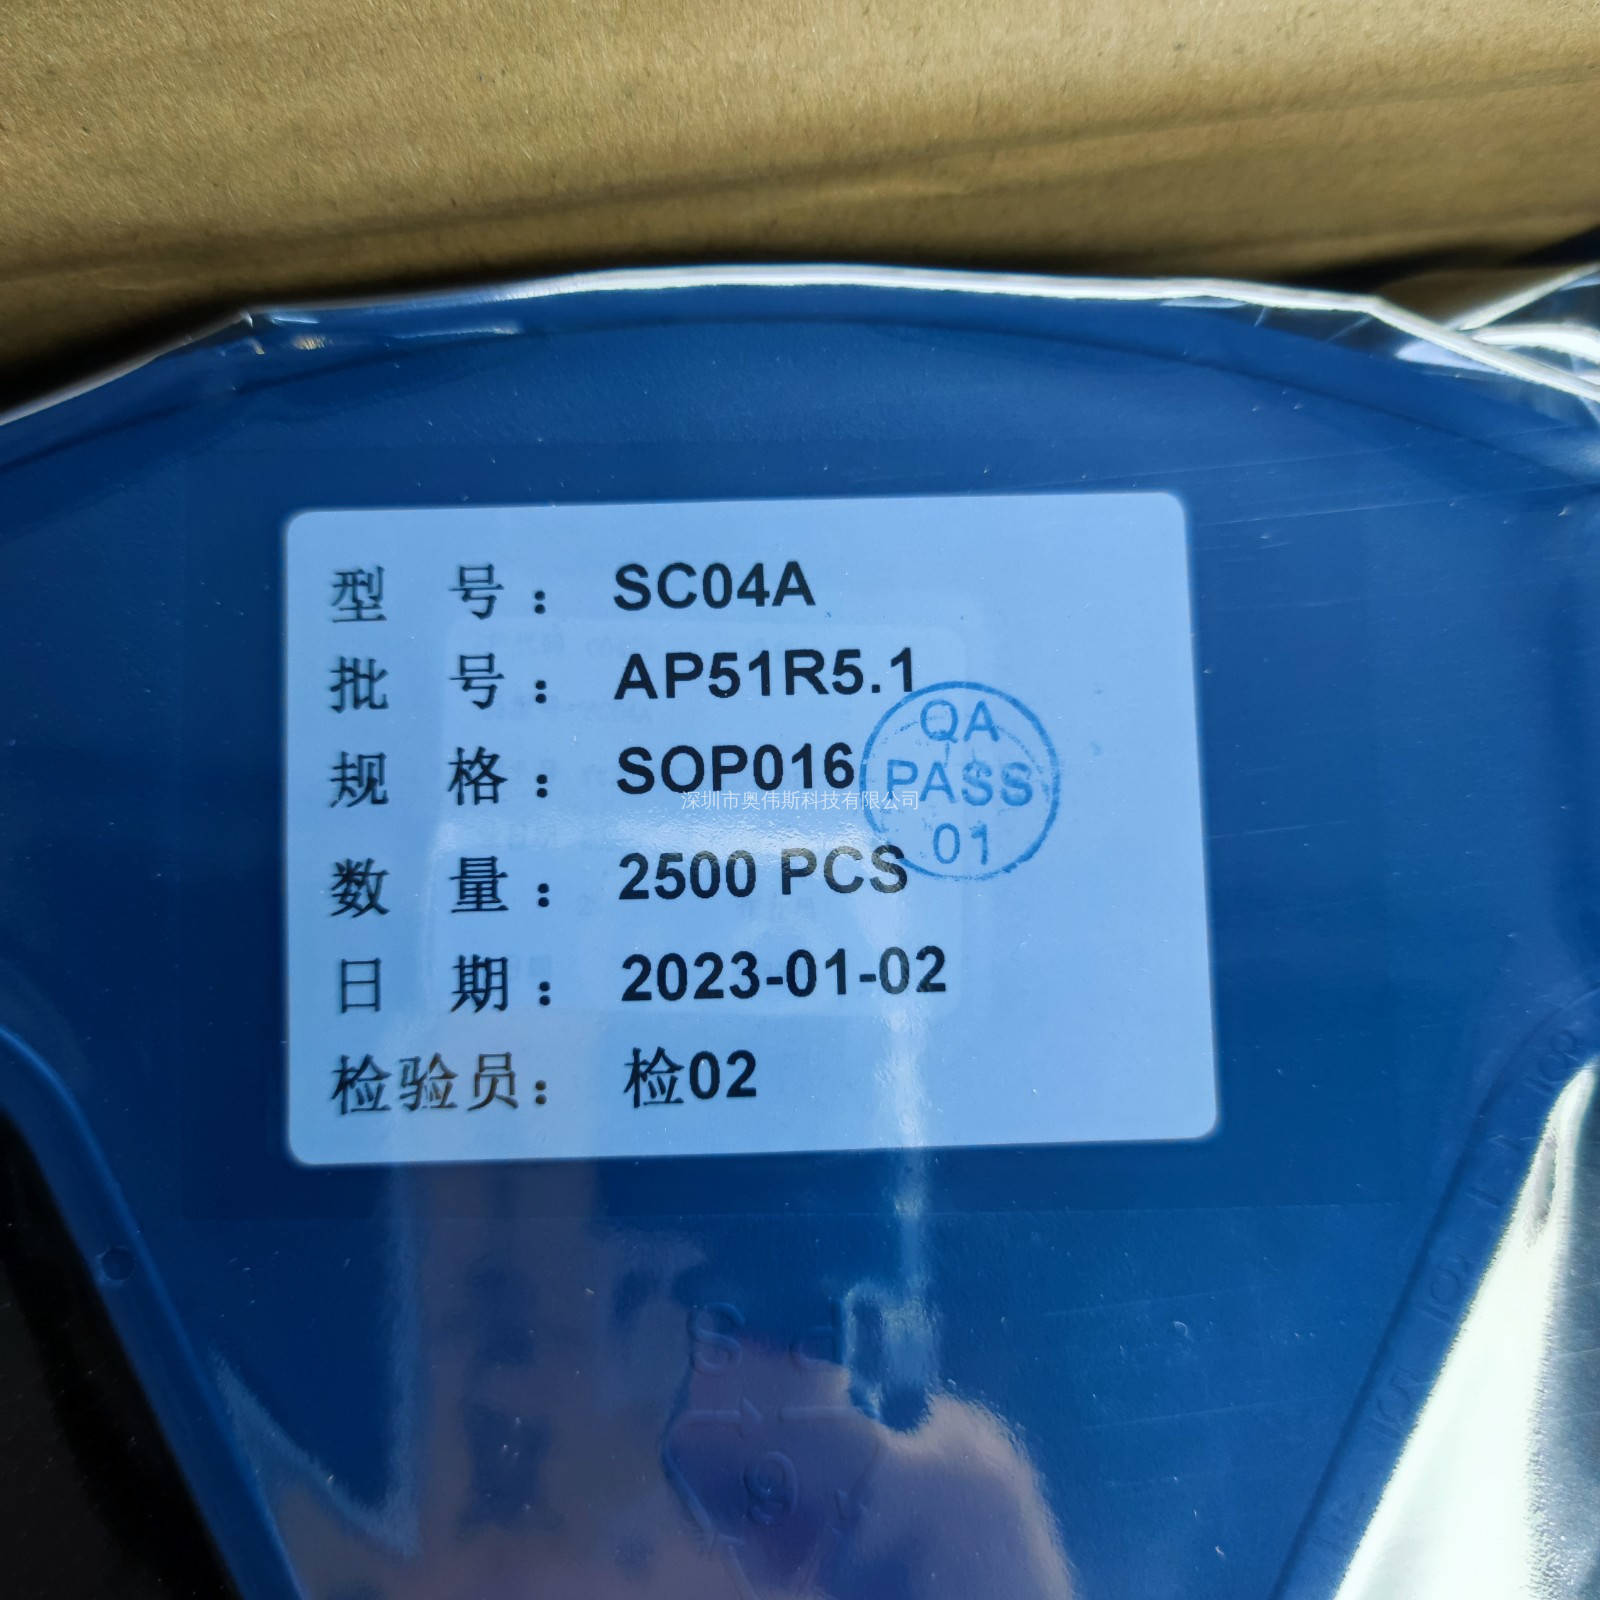 型 号： SC04A
批 号： AP51R5.1
规 格： SOP016
数 量： 2500 PCS
日 期： 2023-01-02
检验员： 检02
QA
PASS
01
深圳市奥伟斯科技有限公司